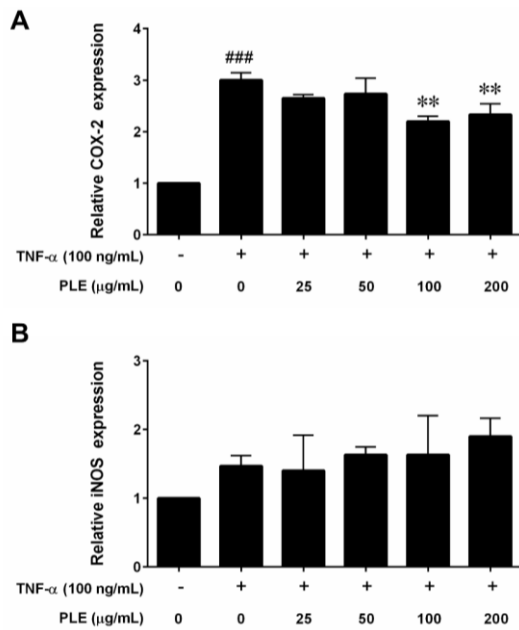 A
Relative COX-2 expression
4
3
2
1
0
###
**
**
TNF-α (100 ng/mL) - + + + + +
PLE (μg/mL) 0 0 25 50 100 200
B
Relative iNOS expression
3
2
1
0
TNF-α (100 ng/mL) - + + + + +
PLE (μg/mL) 0 0 25 50 100 200